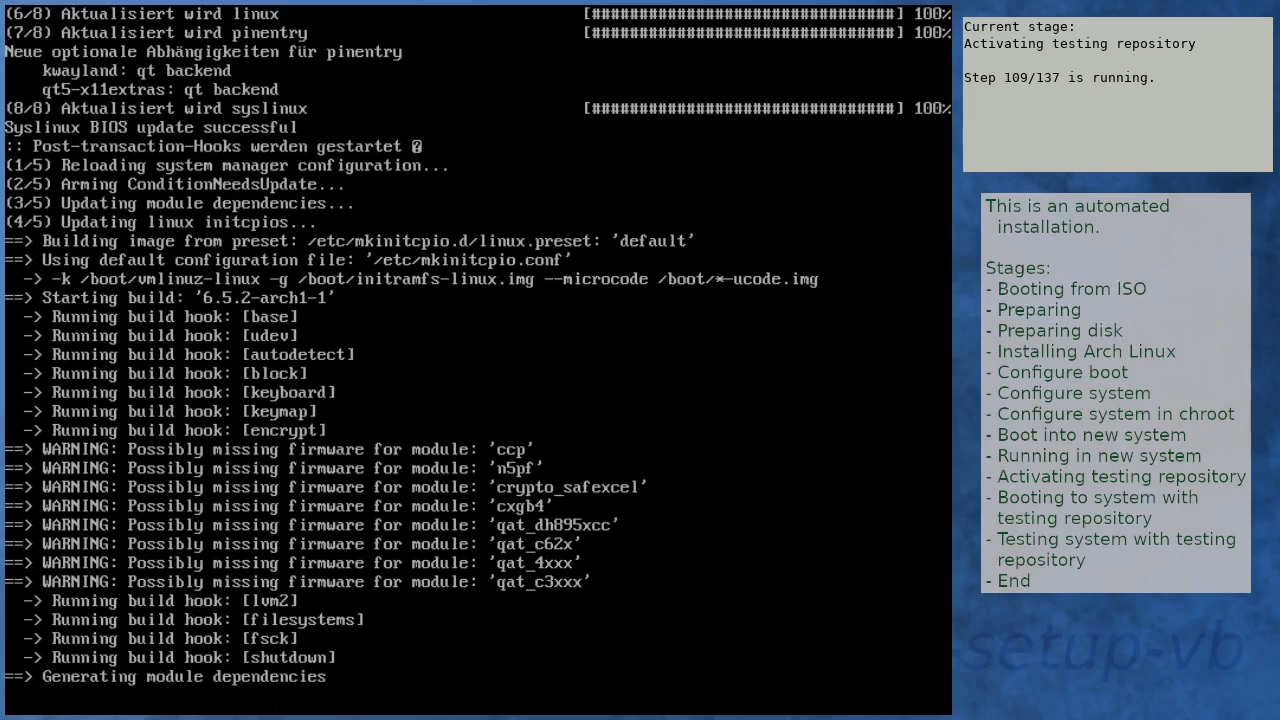 (6/8) Aktualisiert wird linux [################################] 100%
(7/8) Aktualisiert wird pinentry [################################] 100%
Neue optionale Abhängigkeiten für pinentry
kwayland: qt backend
qt5-x11extras: qt backend
(8/8) Aktualisiert wird syslinux [################################] 100%
Syslinux BIOS update successful
:: Post-transaction-Hooks werden gestartet �
(1/5) Reloading system manager configuration...
(2/5) Arming ConditionNeedsUpdate...
(3/5) Updating module dependencies...
(4/5) Updating linux initcpios...
==> Building image from preset: /etc/mkinitcpio.d/linux.preset: 'default'
==> Using default configuration file: '/etc/mkinitcpio.conf'
-> -k /boot/vmlinuz-linux -g /boot/initramfs-linux.img --microcode /boot/*-ucode.img
==> Starting build: '6.5.2-arch1-1'
-> Running build hook: [base]
-> Running build hook: [udev]
-> Running build hook: [autodetect]
-> Running build hook: [block]
-> Running build hook: [keyboard]
-> Running build hook: [keymap]
-> Running build hook: [encrypt]
==> WARNING: Possibly missing firmware for module: 'ccp'
==> WARNING: Possibly missing firmware for module: 'n5pf'
==> WARNING: Possibly missing firmware for module: 'crypto_safexcel'
==> WARNING: Possibly missing firmware for module: 'cxgb4'
==> WARNING: Possibly missing firmware for module: 'qat_dh895xcc'
==> WARNING: Possibly missing firmware for module: 'qat_c62x'
==> WARNING: Possibly missing firmware for module: 'qat_4xxx'
==> WARNING: Possibly missing firmware for module: 'qat_c3xxx'
-> Running build hook: [lvm2]
-> Running build hook: [filesystems]
-> Running build hook: [fsck]
-> Running build hook: [shutdown]
==> Generating module dependencies
Current stage:
Activating testing repository
Step 109/137 is running.
This is an automated
installation.
Stages:
- Booting from ISO
- Preparing
- Preparing disk
- Installing Arch Linux
- Configure boot
- Configure system
- Configure system in chroot
- Boot into new system
- Running in new system
- Activating testing repository
- Booting to system with
testing repository
- Testing system with testing
repository
- End
setup-vb